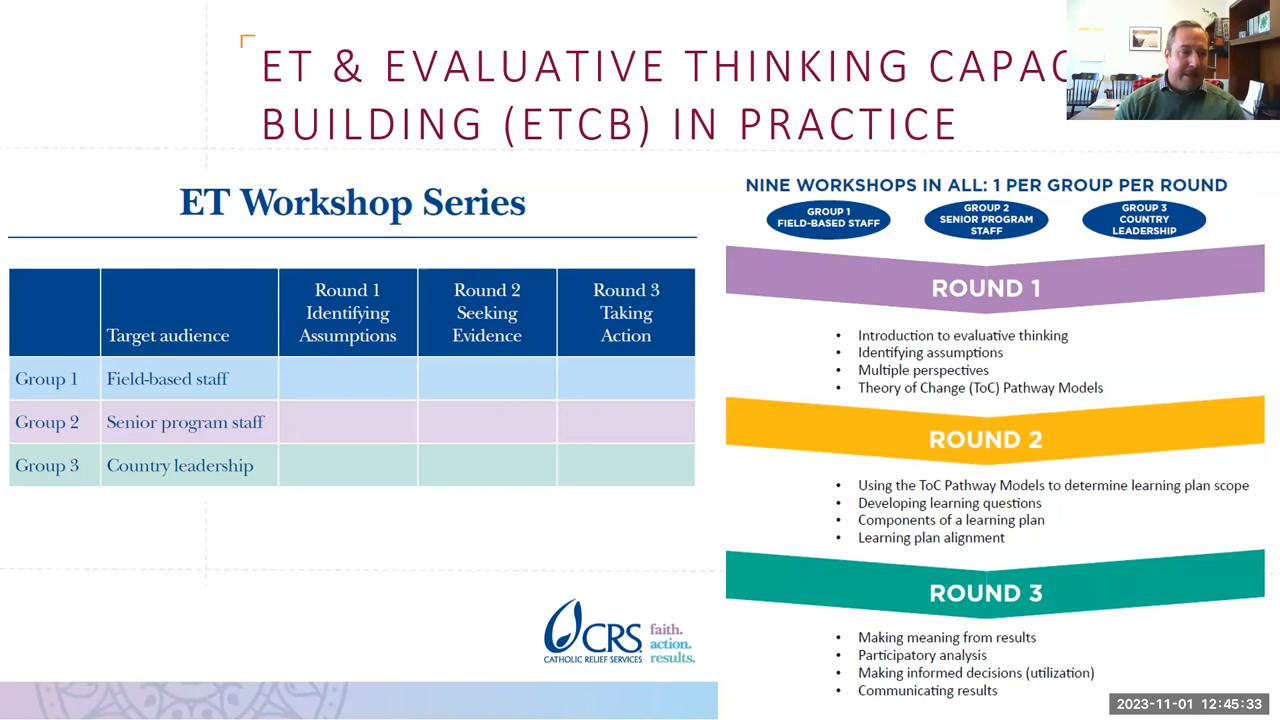 ET & EVALUATIVE THINKING CAPAC
BUILDING (ETCB) IN PRACTICE
ET Workshop Series
Target audience
Round 1
Identifying
Assumptions
Round 2
Seeking
Evidence
Round 3
Taking
Action
Group 1 Field-based staff
Group 2 Senior program staff
Group 3 Country leadership
CRS
CATHOLIC RELIEF SERVICES
faith.
action.
results.
NINE WORKSHOPS IN ALL: 1 PER GROUP PER ROUND
GROUP 1
FIELD-BASED STAFF
GROUP 2
SENIOR PROGRAM
STAFF
GROUP 3
COUNTRY
LEADERSHIP
ROUND 1
• Introduction to evaluative thinking
• Identifying assumptions
• Multiple perspectives
• Theory of Change (ToC) Pathway Models
ROUND 2
• Using the ToC Pathway Models to determine learning plan scope
• Developing learning questions
• Components of a learning plan
• Learning plan alignment
ROUND 3
• Making meaning from results
• Participatory analysis
• Making informed decisions (utilization)
• Communicating results
2023-11-01 12:45:33